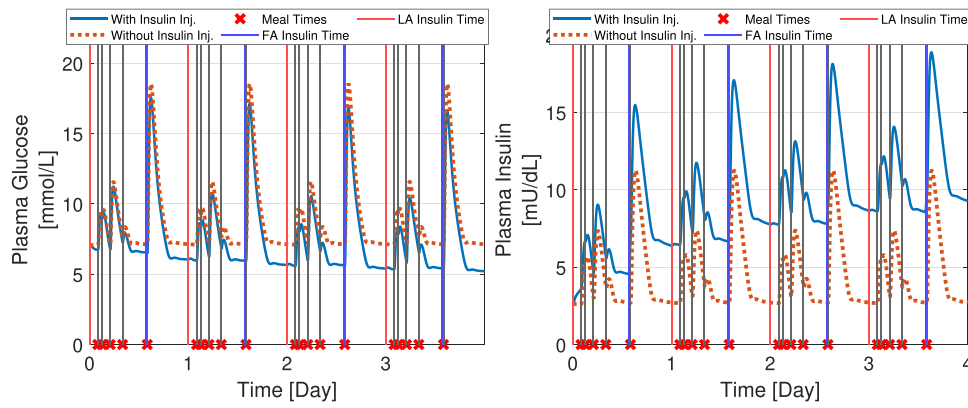 With Insulin Inj. Meal Times LA Insulin Time
Without Insulin Inj. FA Insulin Time
20
15
10
5
0
0 1 2 3
Plasma Glucose
[mmol/L]
Time [Day]
With Insulin Inj. Meal Times LA Insulin Time
Without Insulin Inj. FA Insulin Time
15
10
5
0
0 1 2 3 4
Plasma Insulin
[mU/dL]
Time [Day]